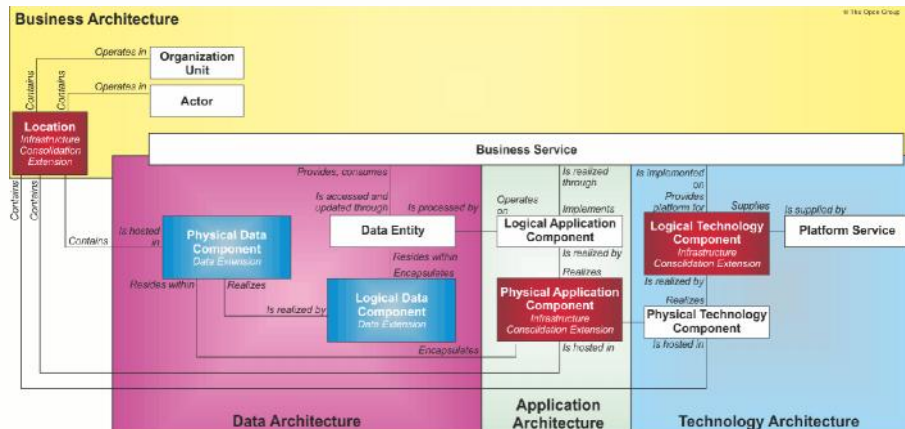 © The Open Group
Business Architecture
Operates in
Organization
Unit
Contains
Contains
Operates in
Actor
Location
Infrastructure
Consolidation
Extension
Business Service
Contains
Contains
Provides, consumes
Is realized
through
Is implemented
on
Provides
platform for
Is accessed and
updated through
Is processed by
Operates
on
Implements
Supplies
Is supplied by
Contains
Is hosted
in
Physical Data
Component
Data Extension
Data Entity
Logical Application
Component
Logical Technology
Component
Infrastructure
Consolidation Extension
Platform Service
Resides within
Realizes
Resides within
Encapsulates
Is realized by
Realizes
Is realized by
Realizes
Is realized by
Logical Data
Component
Data Extension
Physical Application
Component
Infrastructure
Consolidation Extension
Physical Technology
Component
Encapsulates
Is hosted in
Is hosted in
Data Architecture
Application
Architecture
Technology Architecture